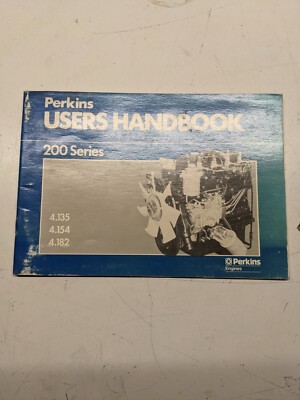 Perkins
USERS HANDBOOK
200 Series
4.135
4.154
4.182
Perkins
Engines